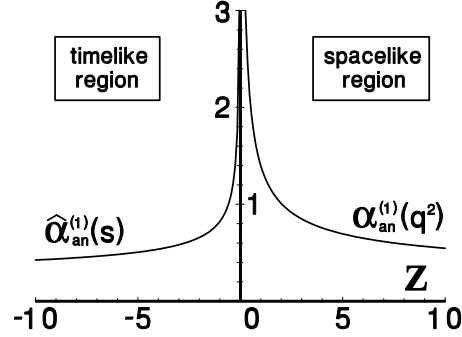 3
timelike
region
spacelike
region
2
1
α̂an(1)(s)
αan(1)(q²)
Z
-10 -5 0 5 10